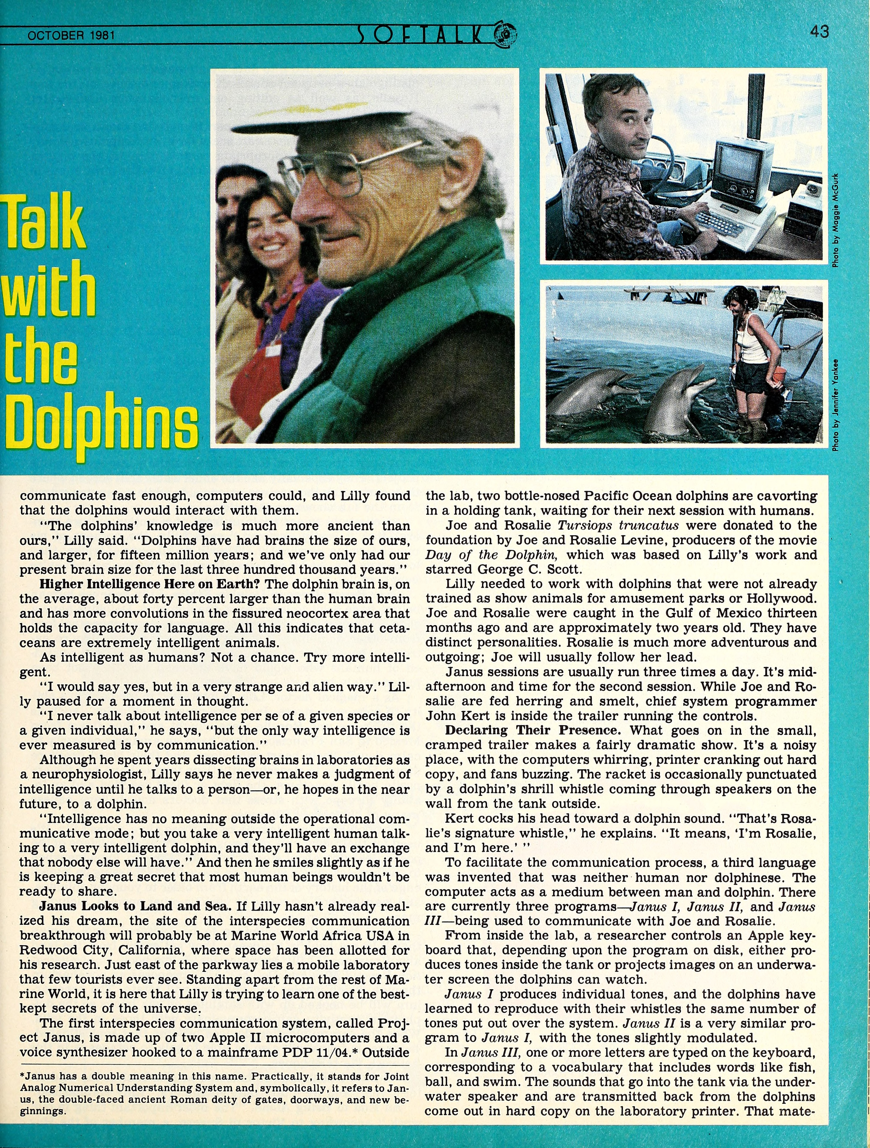 OCTOBER 1981
SOFTALK
43
Talk
with
the
Dolphins
Photo by Maggie McGurk
Photo by Jennifer Yankee
communicate fast enough, computers could, and Lilly found
that the dolphins would interact with them.
"The dolphins' knowledge is much more ancient than
ours," Lilly said. "Dolphins have had brains the size of ours,
and larger, for fifteen million years; and we've only had our
present brain size for the last three hundred thousand years."
Higher Intelligence Here on Earth? The dolphin brain is, on
the average, about forty percent larger than the human brain
and has more convolutions in the fissured neocortex area that
holds the capacity for language. All this indicates that ceta-
ceans are extremely intelligent animals.
As intelligent as humans? Not a chance. Try more intelli-
gent.
"I would say yes, but in a very strange and alien way." Lil-
ly paused for a moment in thought.
"I never talk about intelligence per se of a given species or
a given individual," he says, "but the only way intelligence is
ever measured is by communication."
Although he spent years dissecting brains in laboratories as
a neurophysiologist, Lilly says he never makes a judgment of
intelligence until he talks to a person—or, he hopes in the near
future, to a dolphin.
"Intelligence has no meaning outside the operational com-
municative mode; but you take a very intelligent human talk-
ing to a very intelligent dolphin, and they'll have an exchange
that nobody else will have." And then he smiles slightly as if he
is keeping a great secret that most human beings wouldn't be
ready to share.
Janus Looks to Land and Sea. If Lilly hasn't already real-
ized his dream, the site of the interspecies communication
breakthrough will probably be at Marine World Africa USA in
Redwood City, California, where space has been allotted for
his research. Just east of the parkway lies a mobile laboratory
that few tourists ever see. Standing apart from the rest of Ma-
rine World, it is here that Lilly is trying to learn one of the best-
kept secrets of the universe.
The first interspecies communication system, called Proj-
ect Janus, is made up of two Apple II microcomputers and a
voice synthesizer hooked to a mainframe PDP 11/04.* Outside
*Janus has a double meaning in this name. Practically, it stands for Joint
Analog Numerical Understanding System and, symbolically, it refers to Jan-
us, the double-faced ancient Roman deity of gates, doorways, and new be-
ginnings.
the lab, two bottle-nosed Pacific Ocean dolphins are cavorting
in a holding tank, waiting for their next session with humans.
Joe and Rosalie Tursiops truncatus were donated to the
foundation by Joe and Rosalie Levine, producers of the movie
Day of the Dolphin, which was based on Lilly's work and
starred George C. Scott.
Lilly needed to work with dolphins that were not already
trained as show animals for amusement parks or Hollywood.
Joe and Rosalie were caught in the Gulf of Mexico thirteen
months ago and are approximately two years old. They have
distinct personalities. Rosalie is much more adventurous and
outgoing; Joe will usually follow her lead.
Janus sessions are usually run three times a day. It's mid-
afternoon and time for the second session. While Joe and Ro-
salie are fed herring and smelt, chief system programmer
John Kert is inside the trailer running the controls.
Declaring Their Presence. What goes on in the small,
cramped trailer makes a fairly dramatic show. It's a noisy
place, with the computers whirring, printer cranking out hard
copy, and fans buzzing. The racket is occasionally punctuated
by a dolphin's shrill whistle coming through speakers on the
wall from the tank outside.
Kert cocks his head toward a dolphin sound. "That's Rosa-
lie's signature whistle," he explains. "It means, 'I'm Rosalie,
and I'm here.' "
To facilitate the communication process, a third language
was invented that was neither human nor dolphinese. The
computer acts as a medium between man and dolphin. There
are currently three programs—Janus I, Janus II, and Janus
III—being used to communicate with Joe and Rosalie.
From inside the lab, a researcher controls an Apple key-
board that, depending upon the program on disk, either pro-
duces tones inside the tank or projects images on an underwa-
ter screen the dolphins can watch.
Janus I produces individual tones, and the dolphins have
learned to reproduce with their whistles the same number of
tones put out over the system. Janus II is a very similar pro-
gram to Janus I, with the tones slightly modulated.
In Janus III, one or more letters are typed on the keyboard,
corresponding to a vocabulary that includes words like fish,
ball, and swim. The sounds that go into the tank via the under-
water speaker and are transmitted back from the dolphins
come out in hard copy on the laboratory printer. That mate-